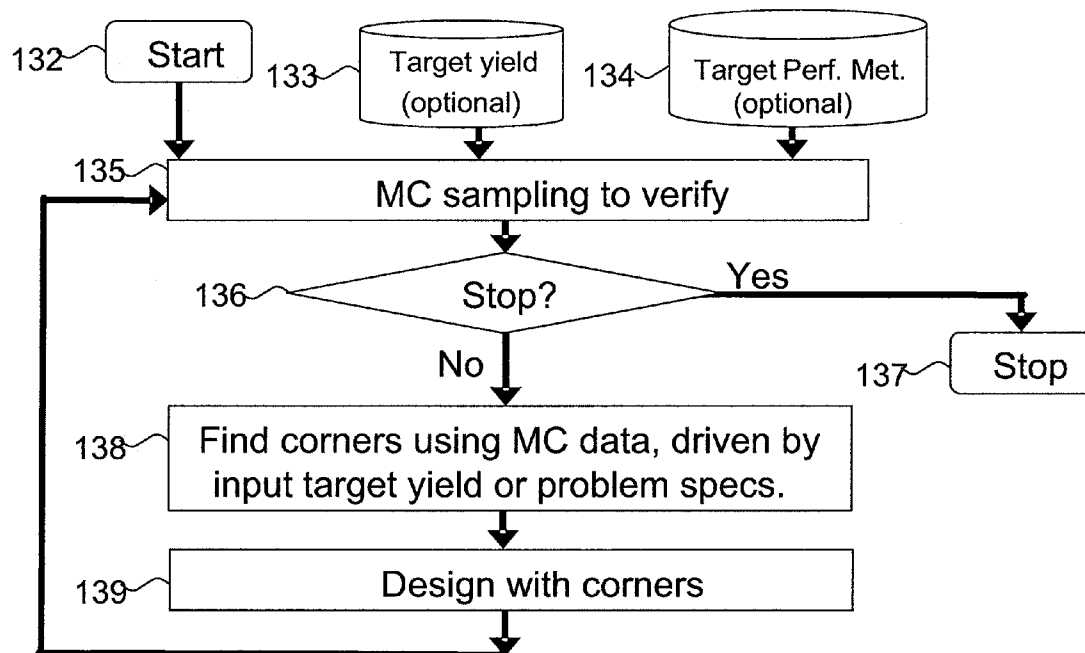 132
Start
133
Target yield
(optional)
134
Target Perf. Met.
(optional)
135
MC sampling to verify
136
Stop?
Yes
No
137
Stop
138
Find corners using MC data, driven by
input target yield or problem specs.
139
Design with corners